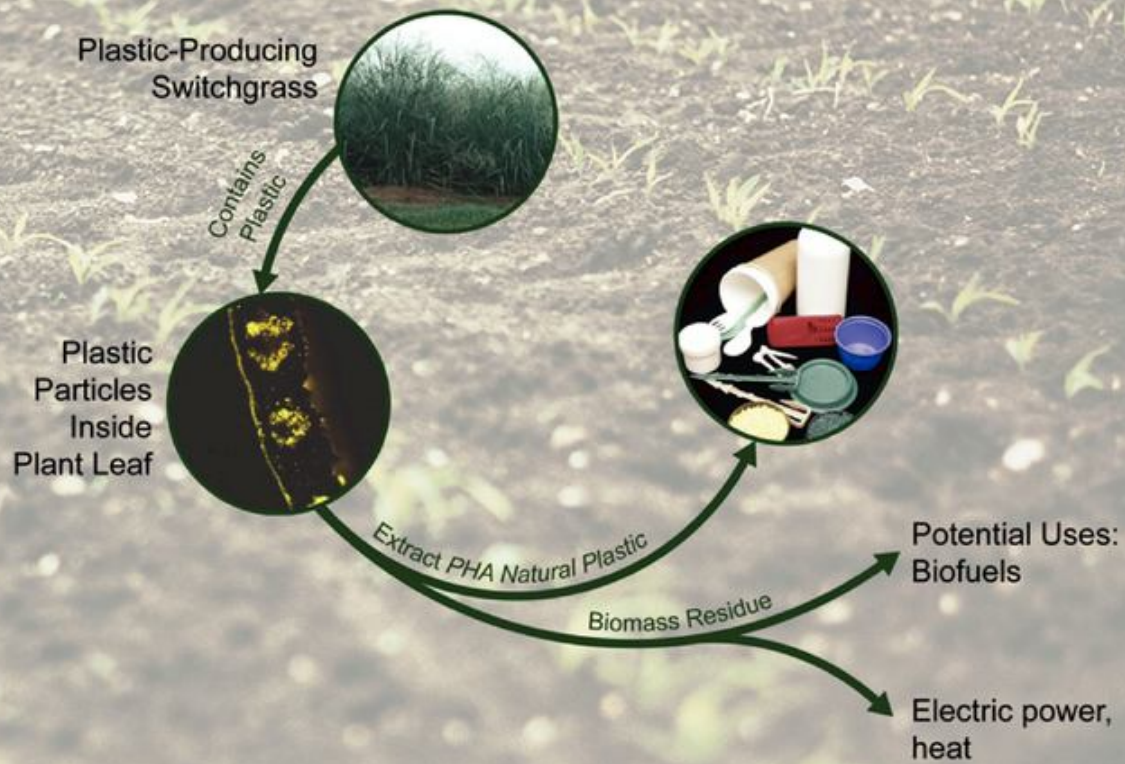 Plastic-Producing
Switchgrass
Contains
Plastic
Plastic
Particles
Inside
Plant Leaf
Extract PHA Natural Plastic
Biomass Residue
Potential Uses:
Biofuels
Electric power,
heat